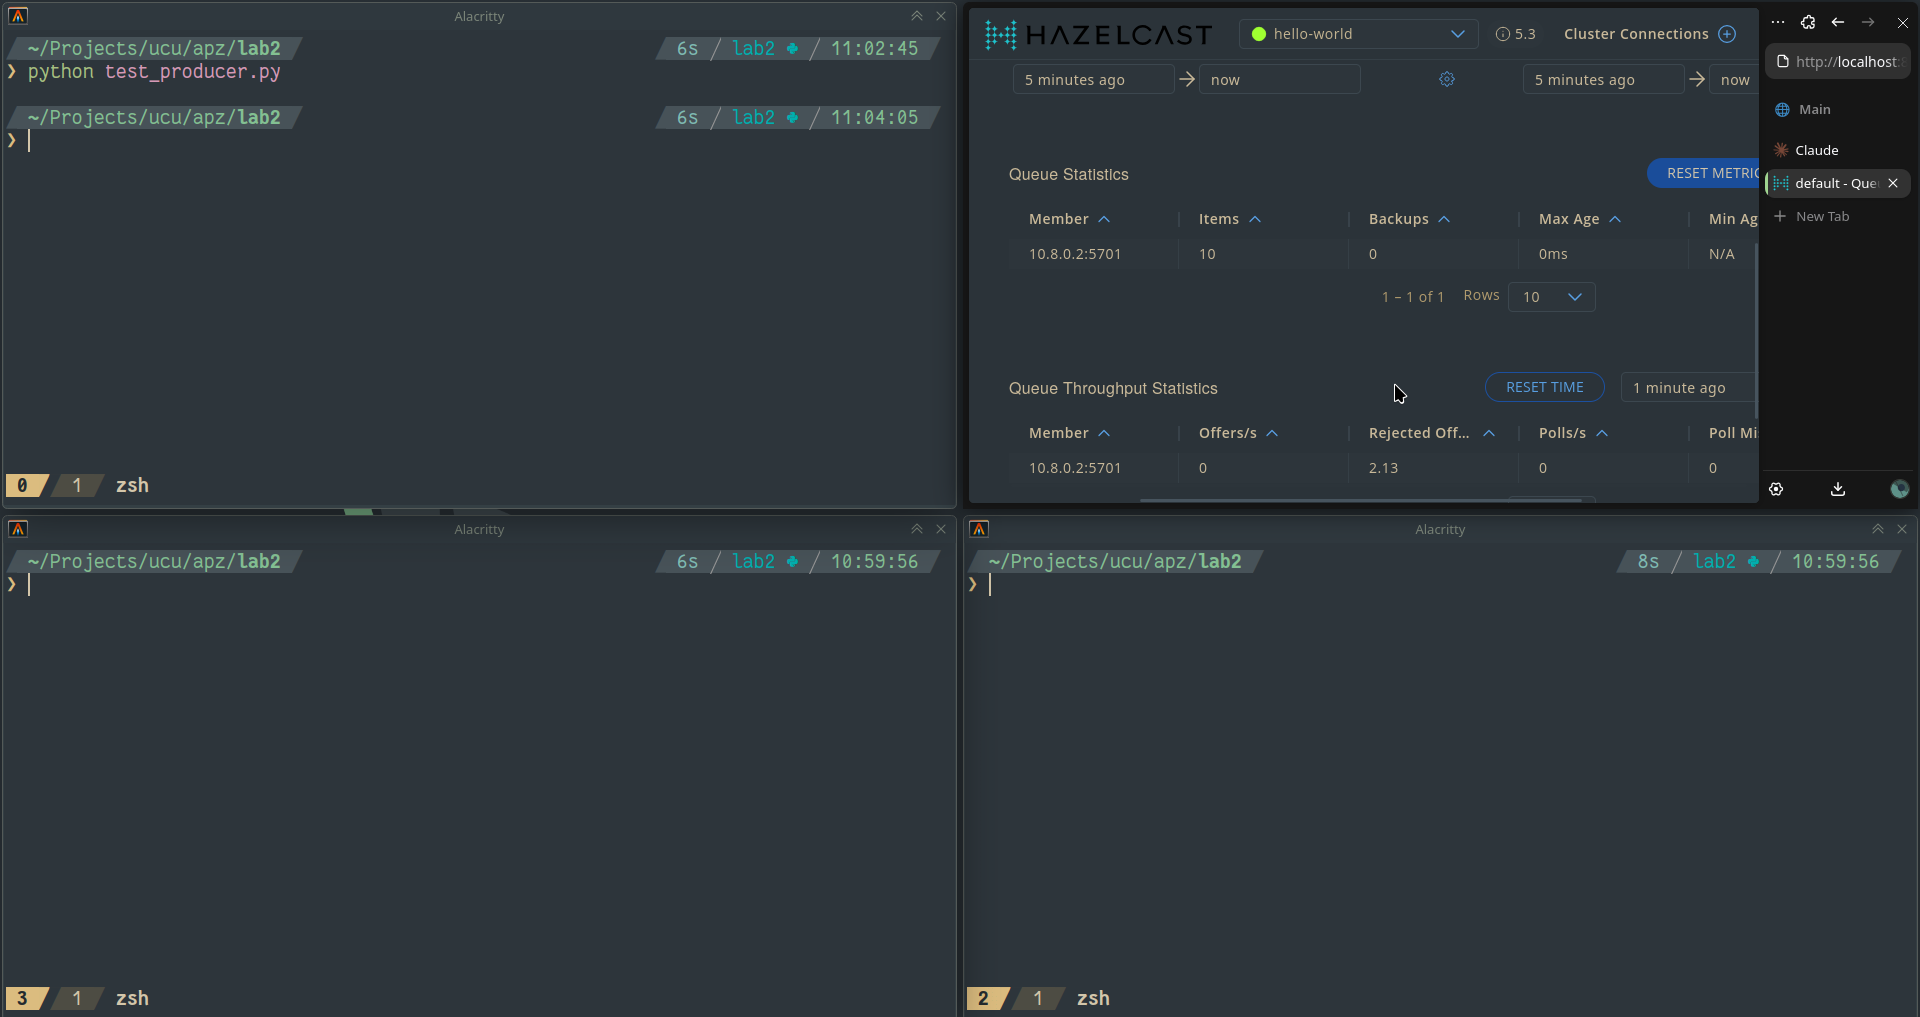 Alacritty
~/Projects/ucu/apz/lab2 6s / lab2 / 11:02:45
❯ python test_producer.py
~/Projects/ucu/apz/lab2 6s / lab2 / 11:04:05
❯
0 1 zsh
HAZELCAST hello-world 5.3 Cluster Connections
5 minutes ago → now 5 minutes ago → now
Queue Statistics RESET METRIC
Member Items Backups Max Age Min Ag
10.8.0.2:5701 10 0 0ms N/A
1 – 1 of 1 Rows 10
Queue Throughput Statistics RESET TIME 1 minute ago
Member Offers/s Rejected Off... Polls/s Poll Mi
10.8.0.2:5701 0 2.13 0 0
http://localhost:
Main
Claude
default - Que
New Tab
Alacritty
~/Projects/ucu/apz/lab2 6s / lab2 / 10:59:56
❯
3 1 zsh
Alacritty
~/Projects/ucu/apz/lab2 8s / lab2 / 10:59:56
❯
2 1 zsh